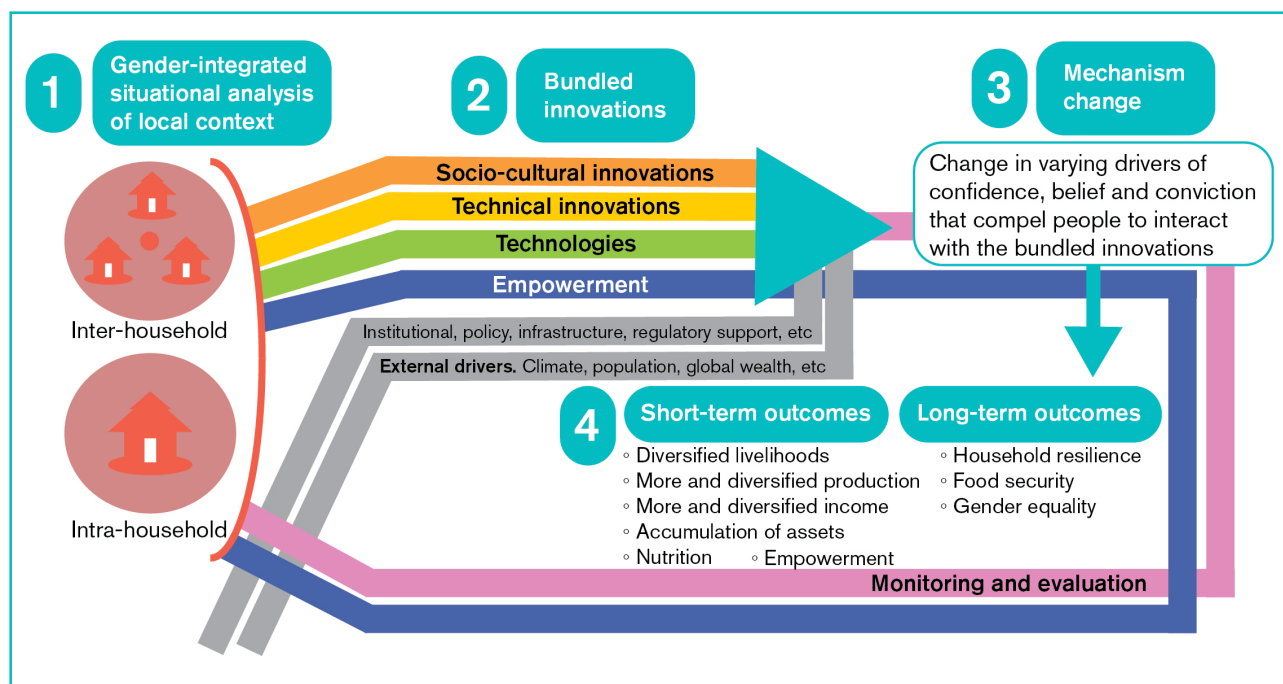 1
Gender-integrated
situational analysis
of local context
2
Bundled
innovations
3
Mechanism
change
Socio-cultural innovations
Technical innovations
Technologies
Empowerment
Change in varying drivers of
confidence, belief and conviction
that compel people to interact
with the bundled innovations
Inter-household
Institutional, policy, infrastructure, regulatory support, etc
External drivers. Climate, population, global wealth, etc
Intra-household
4
Short-term outcomes
◦ Diversified livelihoods
◦ More and diversified production
◦ More and diversified income
◦ Accumulation of assets
◦ Nutrition ◦ Empowerment
Long-term outcomes
◦ Household resilience
◦ Food security
◦ Gender equality
Monitoring and evaluation